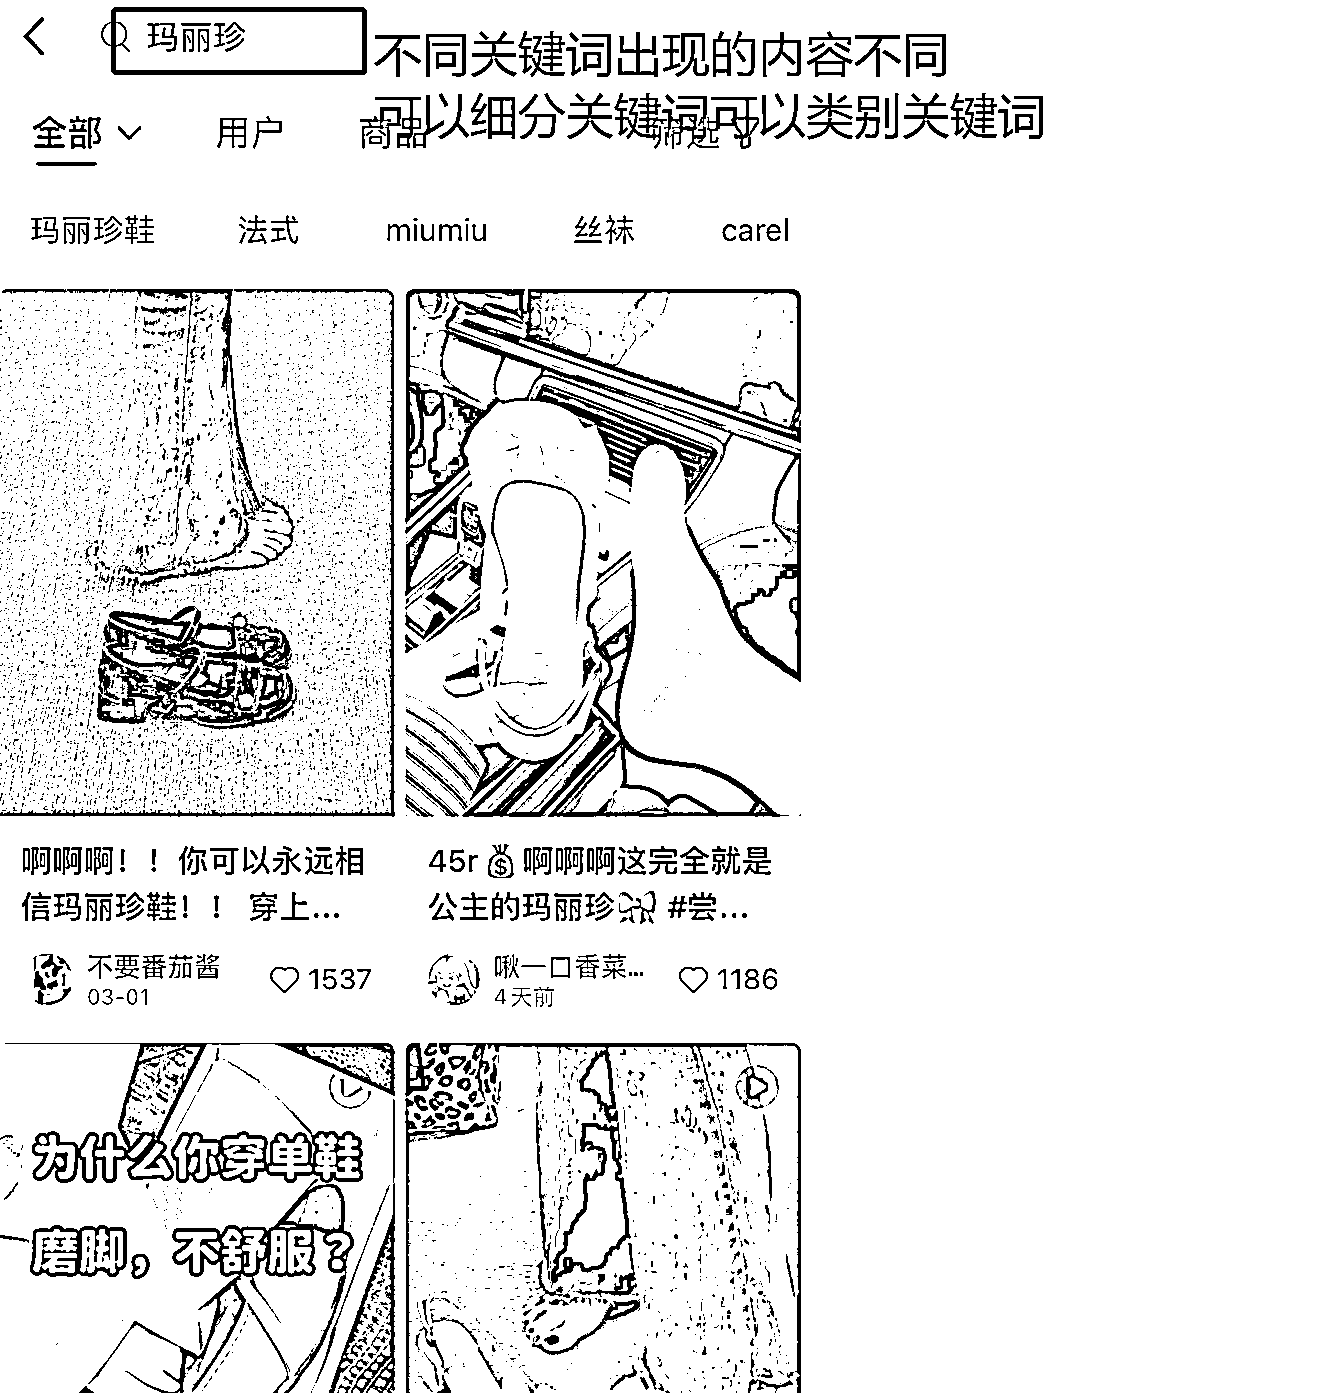 玛丽珍
不同关键词出现的内容不同
可以细分关键词可以类别关键词
全部 用户 商品 筛选
玛丽珍鞋 法式 miumiu 丝袜 carel
啊啊啊！！你可以永远相
信玛丽珍鞋！！ 穿上...
不要番茄酱
03-01
1537
45r 💰 啊啊啊这完全就是
公主的玛丽珍🎀 #尝...
啾一口香菜...
4天前
1186
为什么你穿单鞋
磨脚，不舒服？